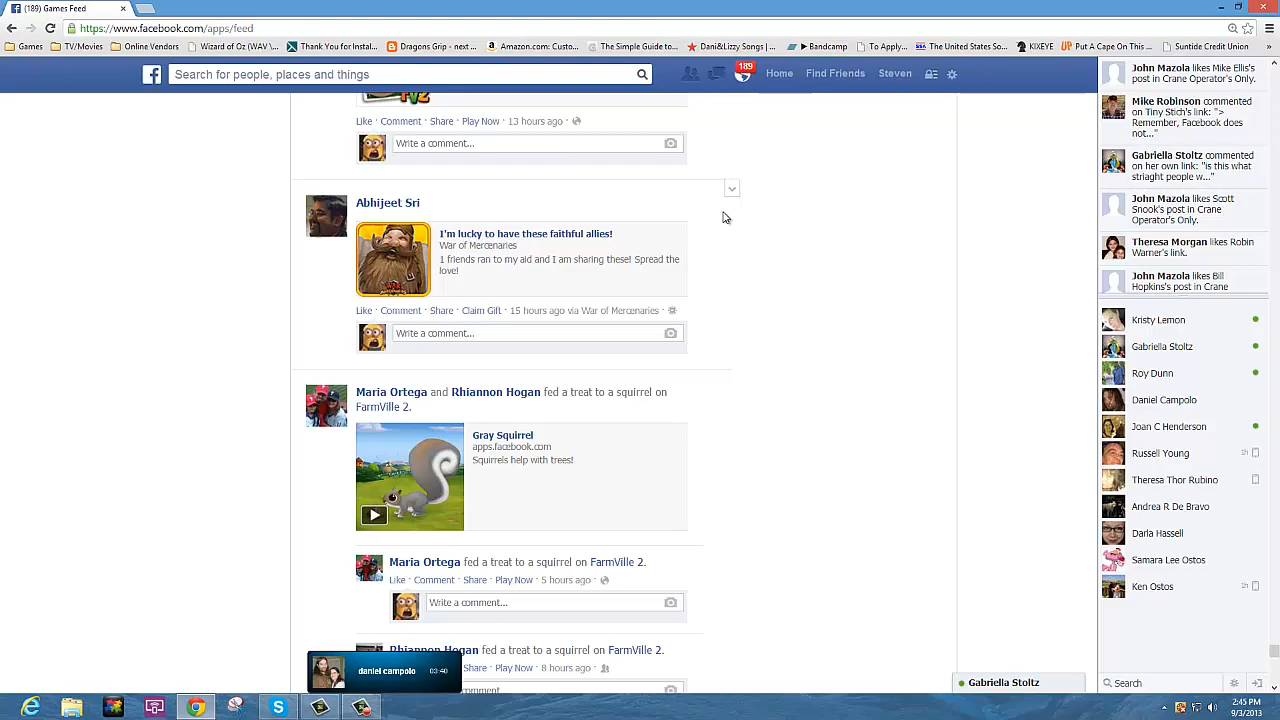 (189) Games Feed
https://www.facebook.com/apps/feed
Games TV/Movies Online Vendors Wizard of Oz (WAV ... Thank You for Instal... Dragons Grip - next ... Amazon.com: Custo... The Simple Guide to... Dani&Lizzy Songs |... Bandcamp To Apply... The United States So... KIXEYE Put A Cape On This ... Suntide Credit Union »
Search for people, places and things
189
Home Find Friends Steven
Like · Comment · Share · Play Now · 13 hours ago ·
Write a comment...
Abhijeet Sri
I'm lucky to have these faithful allies!
War of Mercenaries
1 friends ran to my aid and I am sharing these! Spread the
love!
Like · Comment · Share · Claim Gift · 15 hours ago via War of Mercenaries ·
Write a comment...
Maria Ortega and Rhiannon Hogan fed a treat to a squirrel on
FarmVille 2.
Gray Squirrel
apps.facebook.com
Squirrels help with trees!
Maria Ortega fed a treat to a squirrel on FarmVille 2.
Like · Comment · Share · Play Now · 5 hours ago ·
Write a comment...
Rhiannon Hogan fed a treat to a squirrel on FarmVille 2.
Share · Play Now · 8 hours ago ·
comment...
daniel campolo 03:40
John Mazola likes Mike Ellis's
post in Crane Operator's Only.
Mike Robinson commented
on Tiny Stich's link: ">
Remember, Facebook does
not..."
Gabriella Stoltz commented
on her own link: "is this what
striaght people w..."
John Mazola likes Scott
Snook's post in Crane
Operator's Only.
Theresa Morgan likes Robin
Warner's link.
John Mazola likes Bill
Hopkins's post in Crane
Kristy Lemon
Gabriella Stoltz
Roy Dunn
Daniel Campolo
Joan C Henderson
Russell Young 1h
Theresa Thor Rubino
Andrea R De Bravo
Darla Hassell
Samara Lee Ostos
Ken Ostos
Gabriella Stoltz
Search
2:45 PM